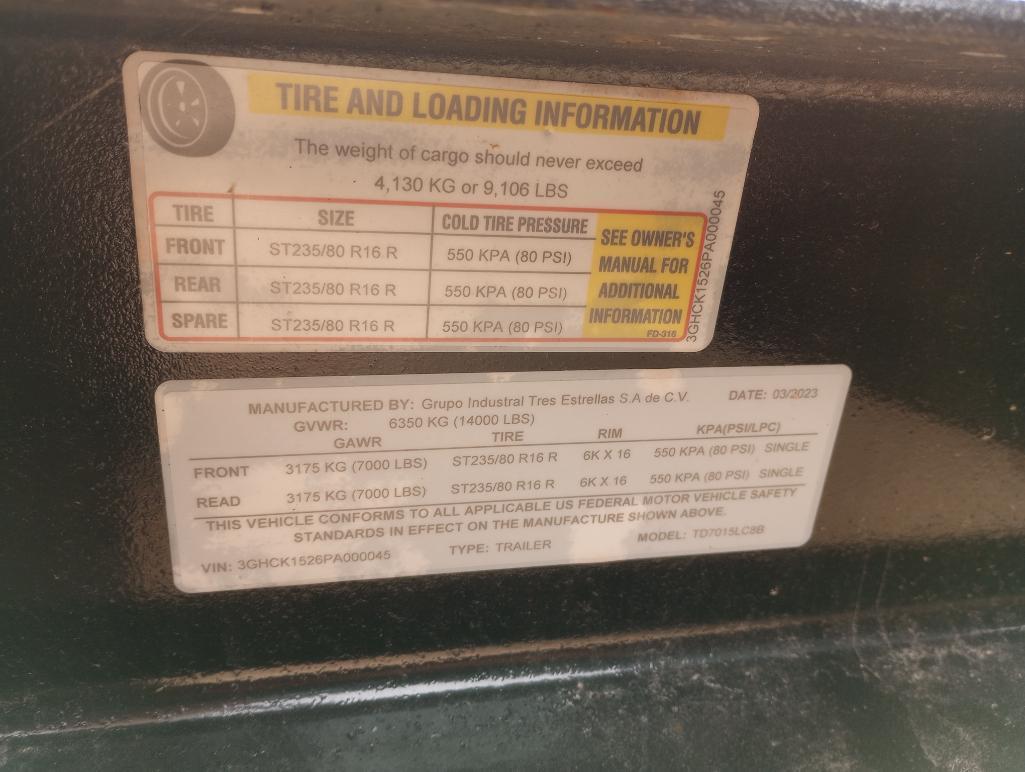 TIRE AND LOADING INFORMATION
The weight of cargo should never exceed
4,130 KG or 9,106 LBS
TIRE SIZE COLD TIRE PRESSURE
FRONT ST235/80 R16 R 550 KPA (80 PSI)
REAR ST235/80 R16 R 550 KPA (80 PSI)
SPARE ST235/80 R16 R 550 KPA (80 PSI)
SEE OWNER'S
MANUAL FOR
ADDITIONAL
INFORMATION
FD-316
3GHCK1526PA000045
MANUFACTURED BY: Grupo Industral Tres Estrellas S.A de C.V. DATE: 03/2023
GVWR: 6350 KG (14000 LBS)
GAWR TIRE RIM KPA(PSI/LPC)
FRONT 3175 KG (7000 LBS) ST235/80 R16 R 6K X 16 550 KPA (80 PSI) SINGLE
READ 3175 KG (7000 LBS) ST235/80 R16 R 6K X 16 550 KPA (80 PSI) SINGLE
THIS VEHICLE CONFORMS TO ALL APPLICABLE US FEDERAL MOTOR VEHICLE SAFETY
STANDARDS IN EFFECT ON THE MANUFACTURE SHOWN ABOVE.
VIN: 3GHCK1526PA000045 TYPE: TRAILER MODEL: TD7015LC8B